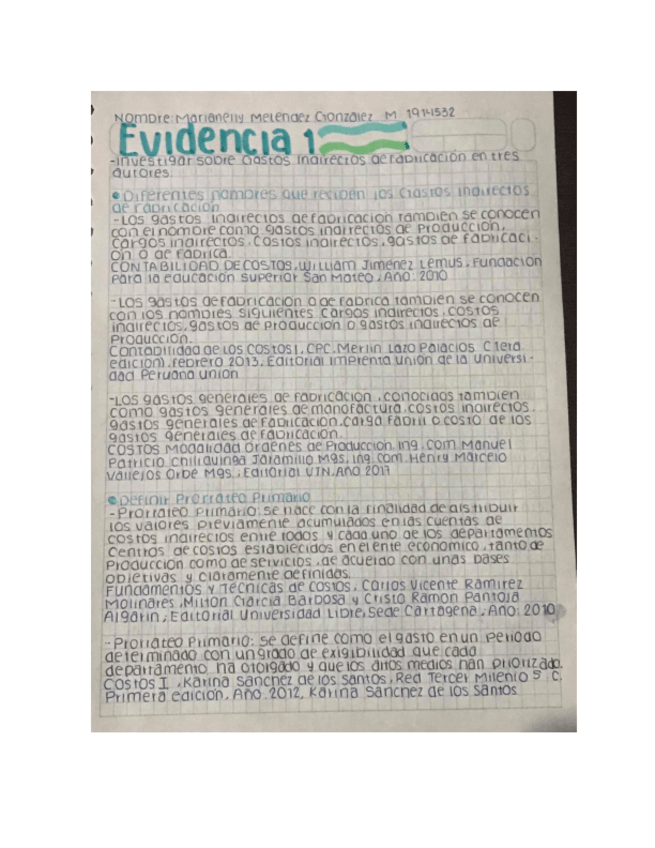 Nombre: Marianelly Meléndez González M 1914532
Evidencia 1
-Investigar sobre Gastos Indirectos de Fabricación en tres
autores.
• Diferentes nombres que reciben los Gastos Indirectos
de Fabricación
-Los gastos indirectos de fabricación también se conocen
con el nombre como gastos indirectos de Producción,
cargos indirectos, Costos indirectos, gastos de fabricaci-
ón o de fabrica.
CONTABILIDAD DE COSTOS, William Jiménez Lemus, Fundación
Para la educación superior San Mateo, Año: 2010
-Los gastos de fabricación o de fabrica también se conocen
con los nombres siguientes cargos indirectos, costos
indirectos, gastos de producción o gastos indirectos de
Producción.
Contabilidad de Los Costos I, CPC. Merlin Lazo Palacios (1era.
edición), febrero 2013, Editorial imprenta unión de la universi-
dad Peruana unión
-Los gastos generales de fabricación, conocidos también
como gastos generales de manofactura, costos indirectos,
gastos generales de fabricación, carga fabril o costo de los
gastos generales de fabricación.
COSTOS Modalidad Órdenes de Producción, Ing. Com Manuel
Patricio Chiliquinga Jaramillo Mgs, Ing. Com. Henry Marcelo
Vallejos Orbe Mgs., Editorial UTN. Año 2017
• Definir Prorrateo Primario
-Prorrateo Primario: se hace con la finalidad de distribuir
los valores previamente acumulados en las cuentas de
costos indirectos entre todos y cada uno de los departamentos
Centros de costos establecidos en el ente económico, tanto de
Producción como de servicios, de acuerdo con unas bases
objetivas y claramente definidas.
Fundamentos y Técnicas de Costos, Carlos Vicente Ramirez
Molinares, Milton García Barbosa y Cristo Ramón Pantoja
Algarin, Editorial Universidad Libre, Sede Cartagena, Año: 2010
-Prorrateo Primario: se define como el gasto en un periodo
determinado con un grado de exigibilidad que cada
departamento ha otorgado y que los altos medios han priorizado.
Costos I, Karina Sánchez de los Santos, Red Tercer Milenio S.C.
Primera edición, Año: 2012, Karina Sánchez de los Santos